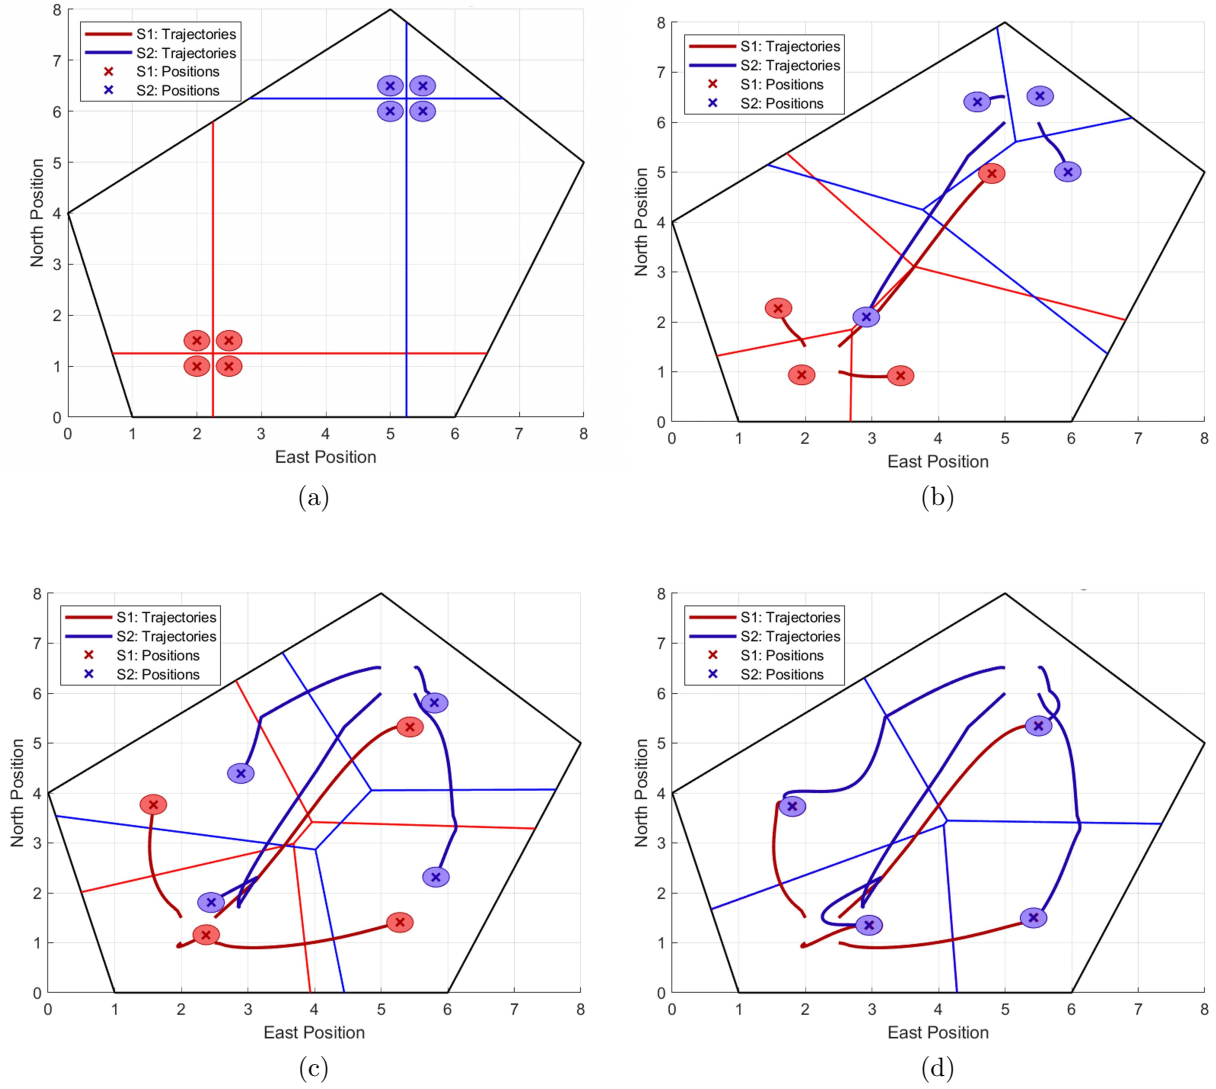 8
7
6
5
4
3
2
1
0
North Position
S1: Trajectories
S2: Trajectories
S1: Positions
S2: Positions
0 1 2 3 4 5 6 7 8
East Position
(a)
8
7
6
5
4
3
2
1
0
North Position
S1: Trajectories
S2: Trajectories
S1: Positions
S2: Positions
0 1 2 3 4 5 6 7 8
East Position
(b)
8
7
6
5
4
3
2
1
0
North Position
S1: Trajectories
S2: Trajectories
S1: Positions
S2: Positions
0 1 2 3 4 5 6 7 8
East Position
(c)
8
7
6
5
4
3
2
1
0
North Position
S1: Trajectories
S2: Trajectories
S1: Positions
S2: Positions
0 1 2 3 4 5 6 7 8
East Position
(d)